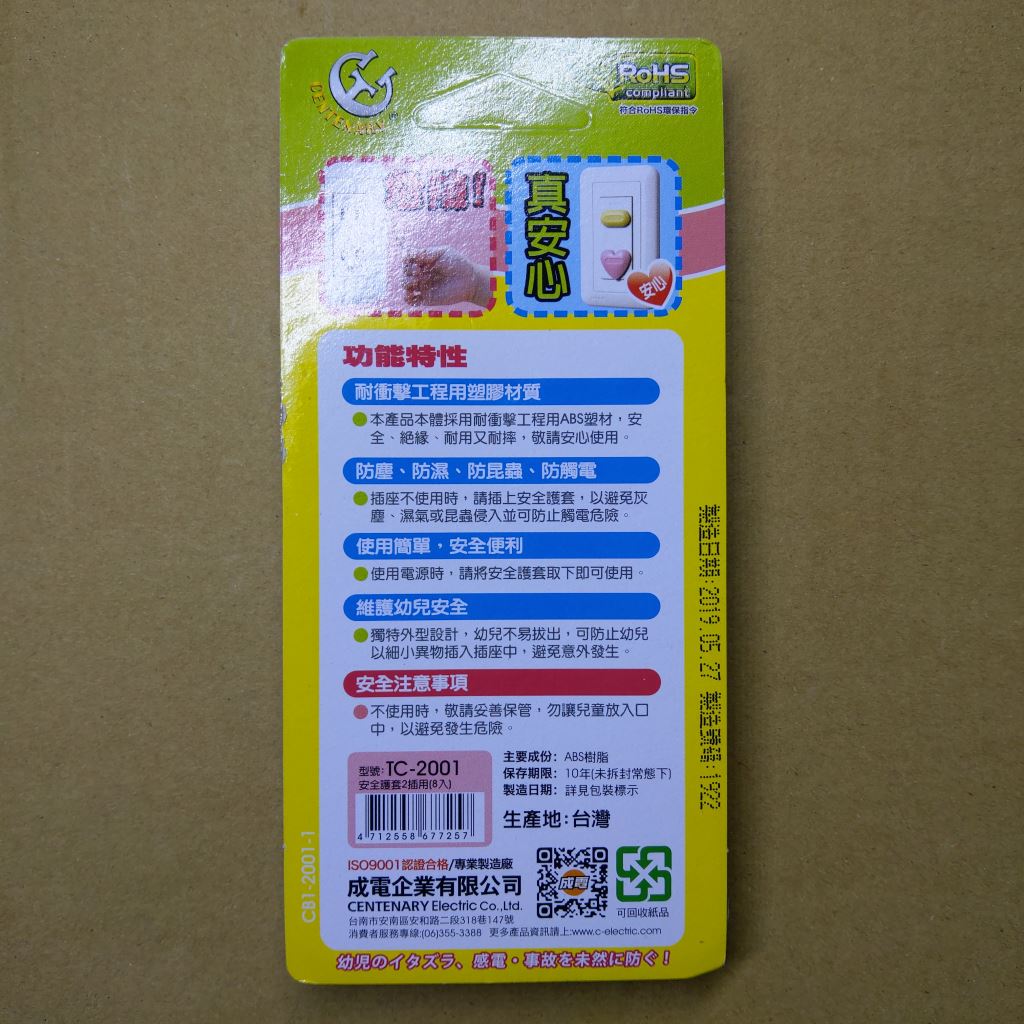 CENTENARY
RoHS
compliant
符合RoHS環保指令
真安心
安心
功能特性
耐衝擊工程用塑膠材質
本產品本體採用耐衝擊工程用ABS塑材，安
全、絕緣、耐用又耐摔，敬請安心使用。
防塵、防濕、防昆蟲、防觸電
插座不使用時，請插上安全護套，以避免灰
塵、濕氣或昆蟲侵入並可防止觸電危險。
使用簡單，安全便利
使用電源時，請將安全護套取下即可使用。
維護幼兒安全
獨特外型設計，幼兒不易拔出，可防止幼兒
以細小異物插入插座中，避免意外發生。
安全注意事項
不使用時，敬請妥善保管，勿讓兒童放入口
中，以避免發生危險。
型號:TC-2001
安全護套2插用(8入)
4 712558 677257
主要成份： ABS樹脂
保存期限： 10年(未拆封常態下)
製造日期： 詳見包裝標示
生產地:台灣
ISO9001認證合格/專業製造廠
成電企業有限公司
CENTENARY Electric Co.,Ltd.
台南市安南區安和路二段318巷147號
消費者服務專線:(06)355-3388 更多產品資訊請上:www.c-electric.com
成電
可回收紙品
幼児のイタズラ、感電・事故を未然に防ぐ！
CB1-2001-1
製造日期:2019.05.27 製造號碼:1922